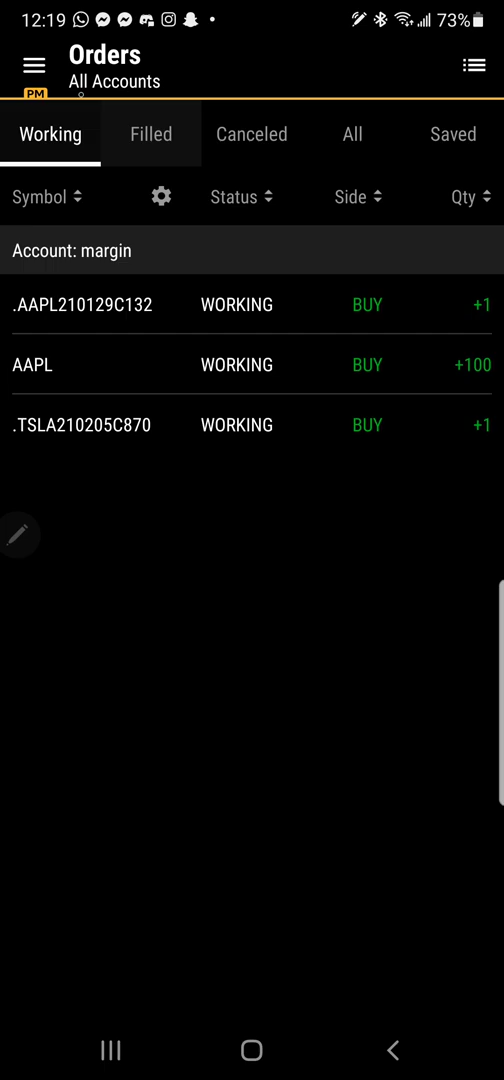 12:19 73%
Orders
All Accounts
PM
Working Filled Canceled All Saved
Symbol Status Side Qty
Account: margin
.AAPL210129C132 WORKING BUY +1
AAPL WORKING BUY +100
.TSLA210205C870 WORKING BUY +1